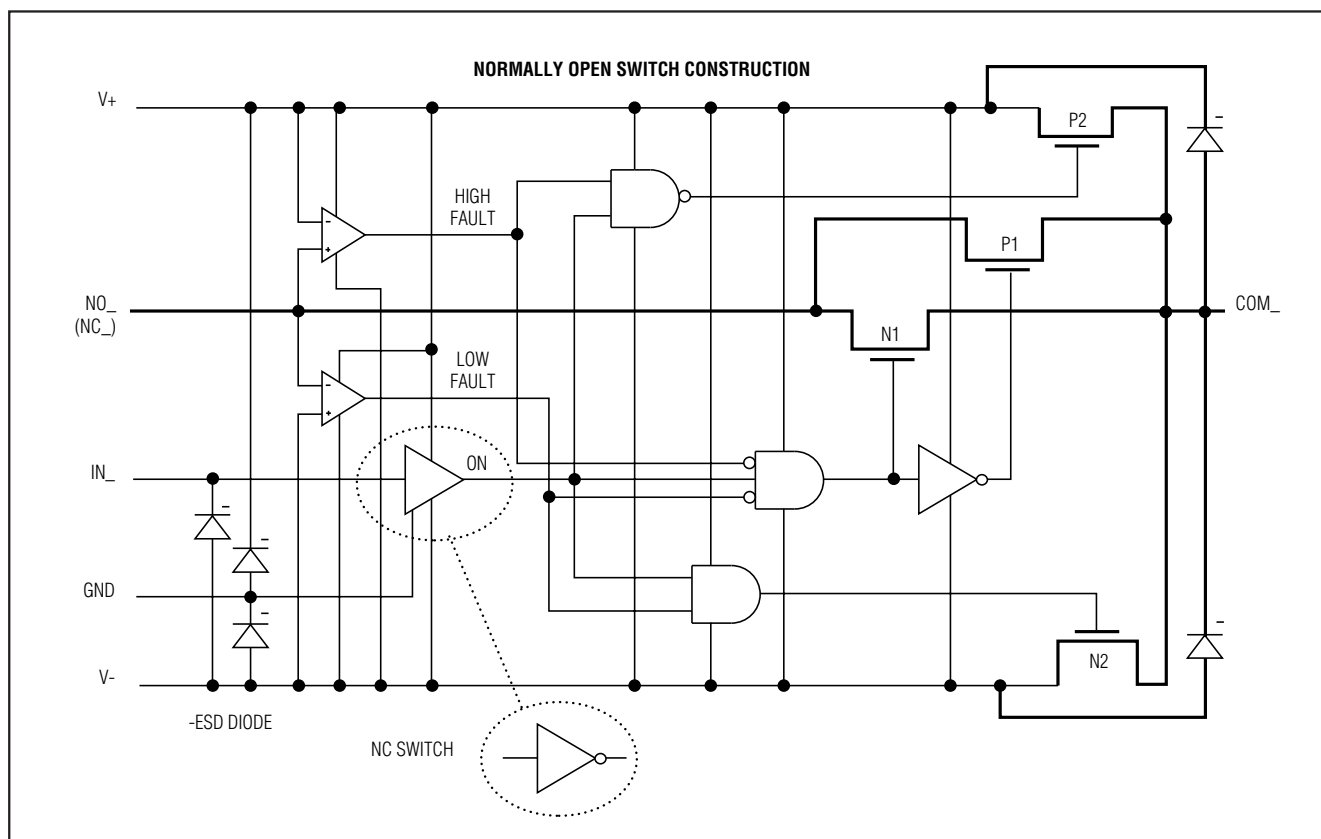 NORMALLY OPEN SWITCH CONSTRUCTION
V+
P2
HIGH
FAULT
-
+
P1
NO_
(NC_)
COM_
N1
LOW
FAULT
-
+
IN_
ON
GND
N2
V-
-ESD DIODE
NC SWITCH